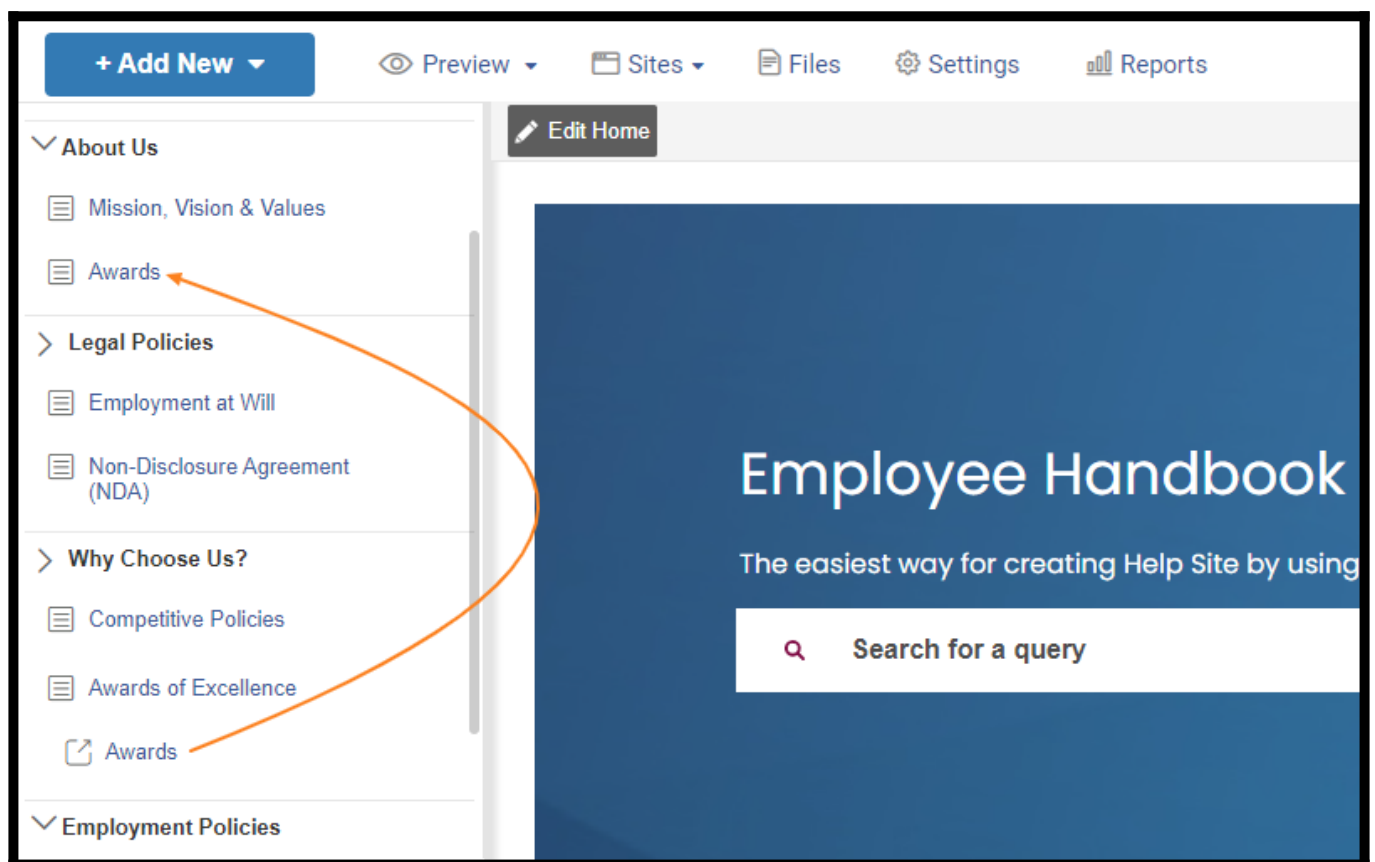 + Add New
Preview
Sites
Files
Settings
Reports
About Us
Mission, Vision & Values
Awards
Legal Policies
Employment at Will
Non-Disclosure Agreement
(NDA)
Why Choose Us?
Competitive Policies
Awards of Excellence
Awards
Employment Policies
Edit Home
Employee Handbook
The easiest way for creating Help Site by using
Search for a query